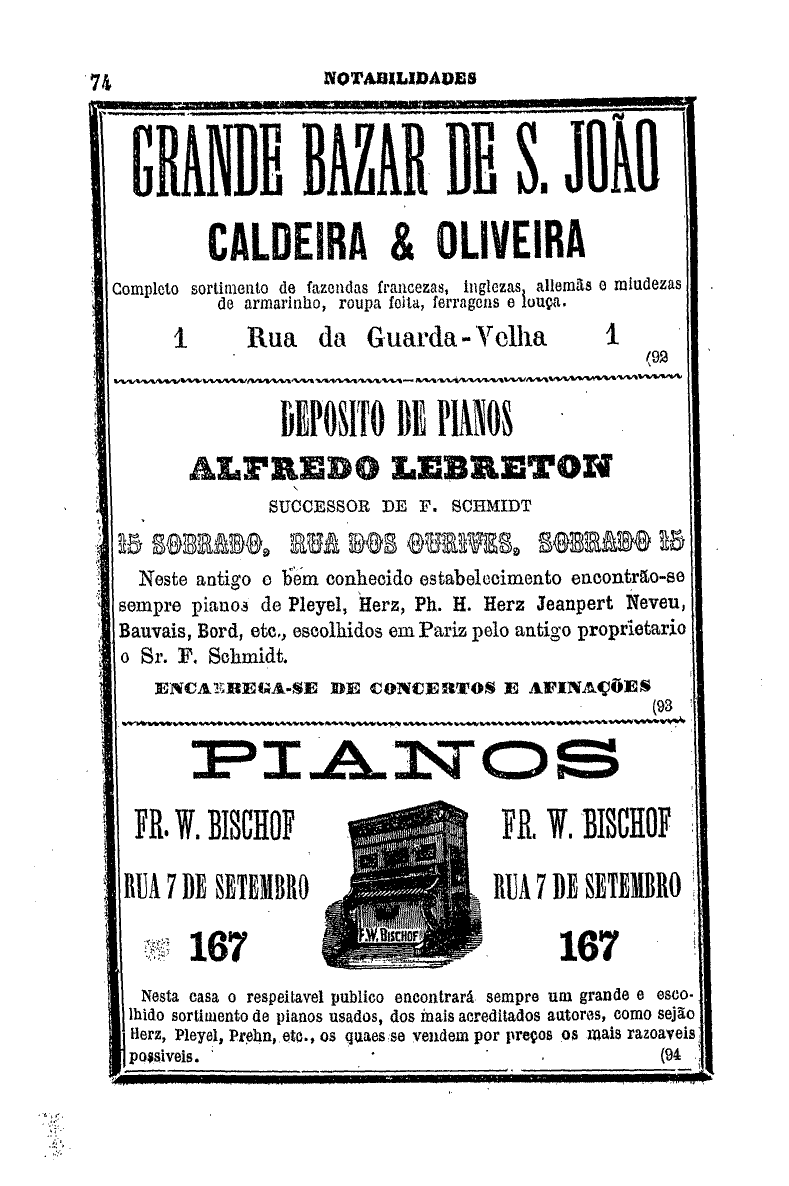 74 NOTABILIDADES
GRANDE BAZAR DE S. JOÃO
CALDEIRA & OLIVEIRA
Completo sortimento de fazendas francezas, inglezas, allemãs e miudezas
de armarinho, roupa feita, ferragens e louça.
1 Rua da Guarda-Velha 1
(92
DEPOSITO DE PIANOS
ALFREDO LEBRETON
SUCCESSOR DE F. SCHMIDT
15 SOBRADO, RUA DOS OURIVES, SOBRADO 15
Neste antigo e bem conhecido estabelecimento encontrão-se
sempre pianos de Pleyel, Herz, Ph. H. Herz Jeanpert Neveu,
Bauvais, Bord, etc., escolhidos em Pariz pelo antigo proprietario
o Sr. F. Schmidt.
ENCARREGA-SE DE CONCERTOS E AFINAÇÕES
(93
PIANOS
FR. W. BISCHOF
RUA 7 DE SETEMBRO
167
F. W. BISCHOF
FR. W. BISCHOF
RUA 7 DE SETEMBRO
167
Nesta casa o respeitavel publico encontrará sempre um grande e esco-
lhido sortimento de pianos usados, dos mais acreditados autores, como sejão
Herz, Pleyel, Prehn, etc., os quaes se vendem por preços os mais razoaveis
possiveis. (94